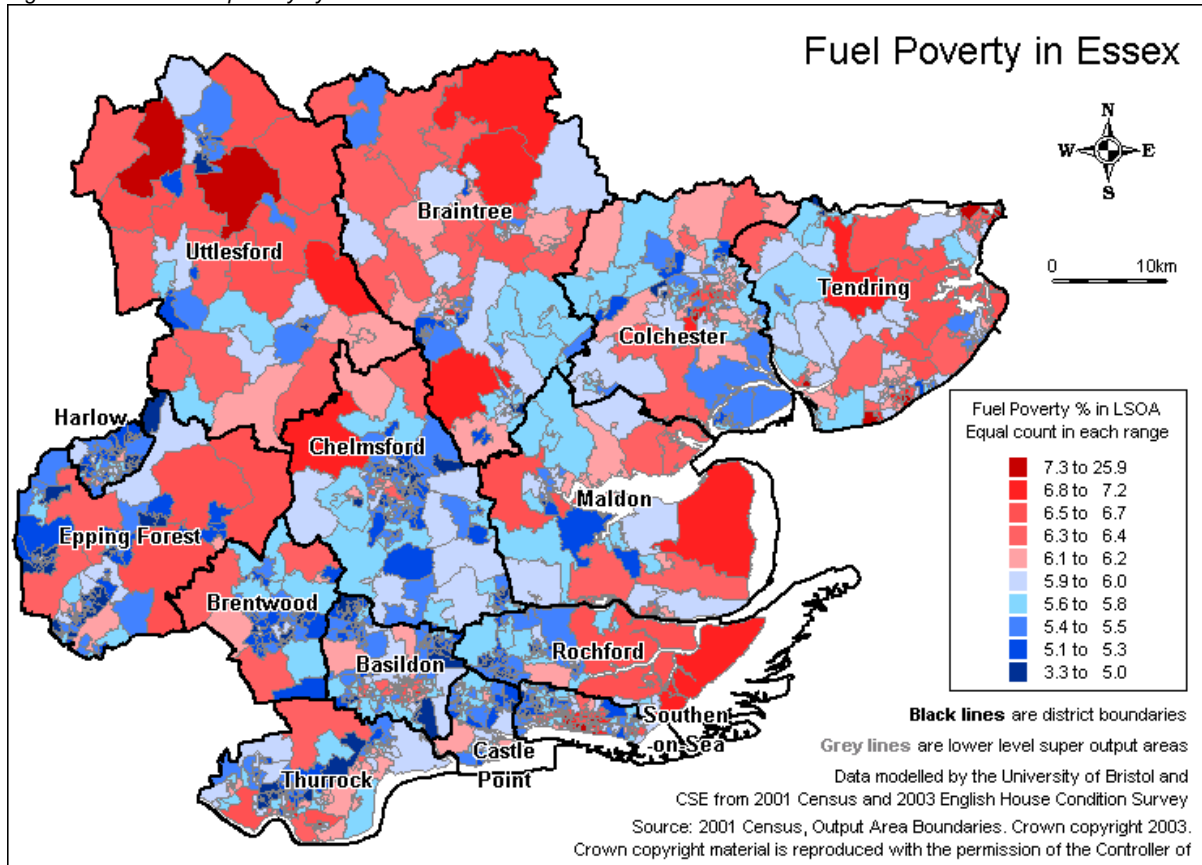 Fuel Poverty in Essex
N
W E
S
0 10km
Braintree
Uttlesford
Tendring
Colchester
Harlow
Chelmsford
Maldon
Epping Forest
Brentwood
Rochford
Basildon
Southen
-on-Sea
Castle
Point
Thurrock
Fuel Poverty % in LSOA
Equal count in each range
7.3 to 25.9
6.8 to 7.2
6.5 to 6.7
6.3 to 6.4
6.1 to 6.2
5.9 to 6.0
5.6 to 5.8
5.4 to 5.5
5.1 to 5.3
3.3 to 5.0
Black lines are district boundaries
Grey lines are lower level super output areas
Data modelled by the University of Bristol and
CSE from 2001 Census and 2003 English House Condition Survey
Source: 2001 Census, Output Area Boundaries. Crown copyright 2003.
Crown copyright material is reproduced with the permission of the Controller of